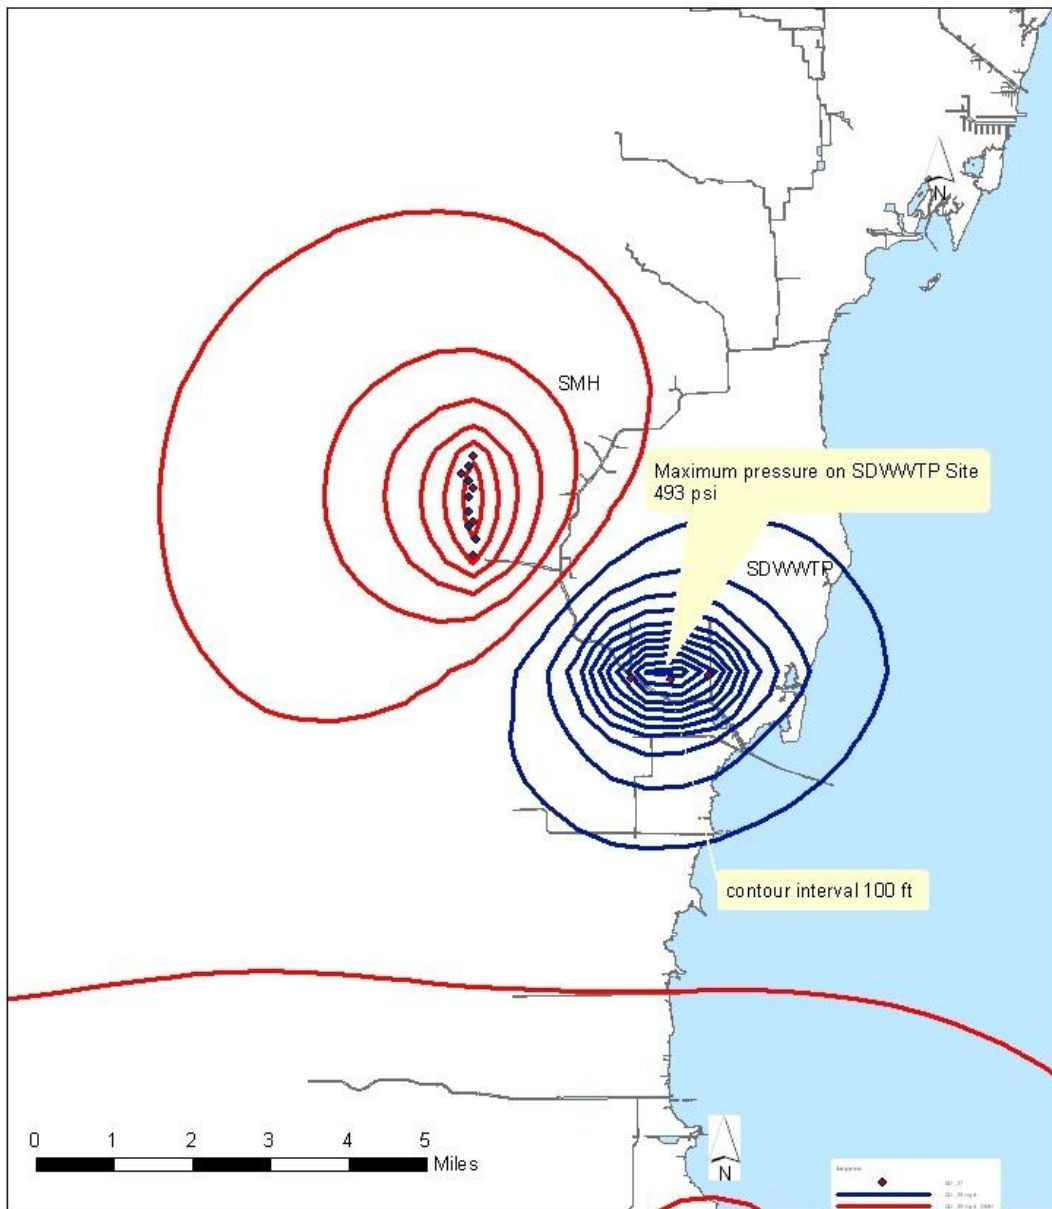 N
SMH
Maximum pressure on SDWWTP Site
493 psi
SDWWTP
contour interval 100 ft
0 1 2 3 4 5
Miles
N
Legend